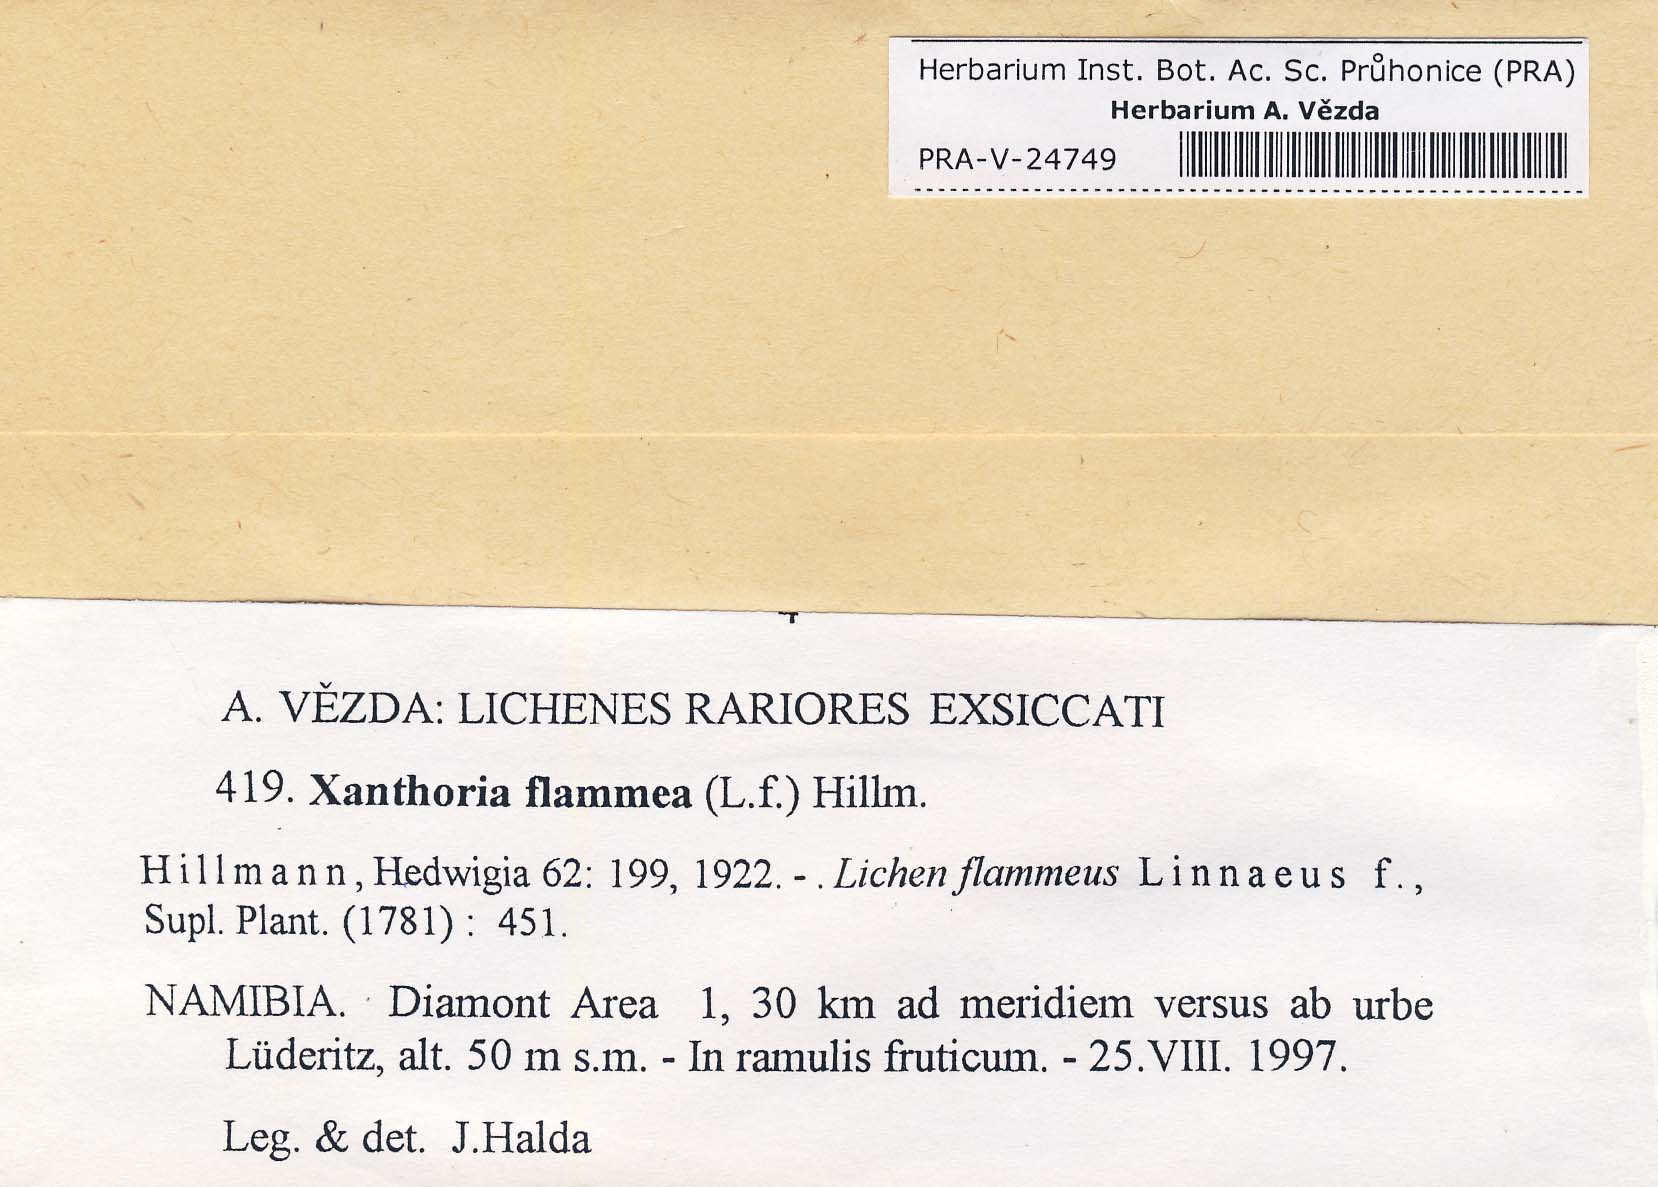 Herbarium Inst. Bot. Ac. Sc. Průhonice (PRA)
Herbarium A. Vězda
PRA-V-24749
A. VĚZDA: LICHENES RARIORES EXSICCATI
419. Xanthoria flammea (L.f.) Hillm.
Hillmann, Hedwigia 62: 199, 1922. - . Lichen flammeus Linnaeus f.,
Supl. Plant. (1781) : 451.
NAMIBIA. Diamont Area 1, 30 km ad meridiem versus ab urbe
Lüderitz, alt. 50 m s.m. - In ramulis fruticum. - 25.VIII. 1997.
Leg. & det. J.Halda